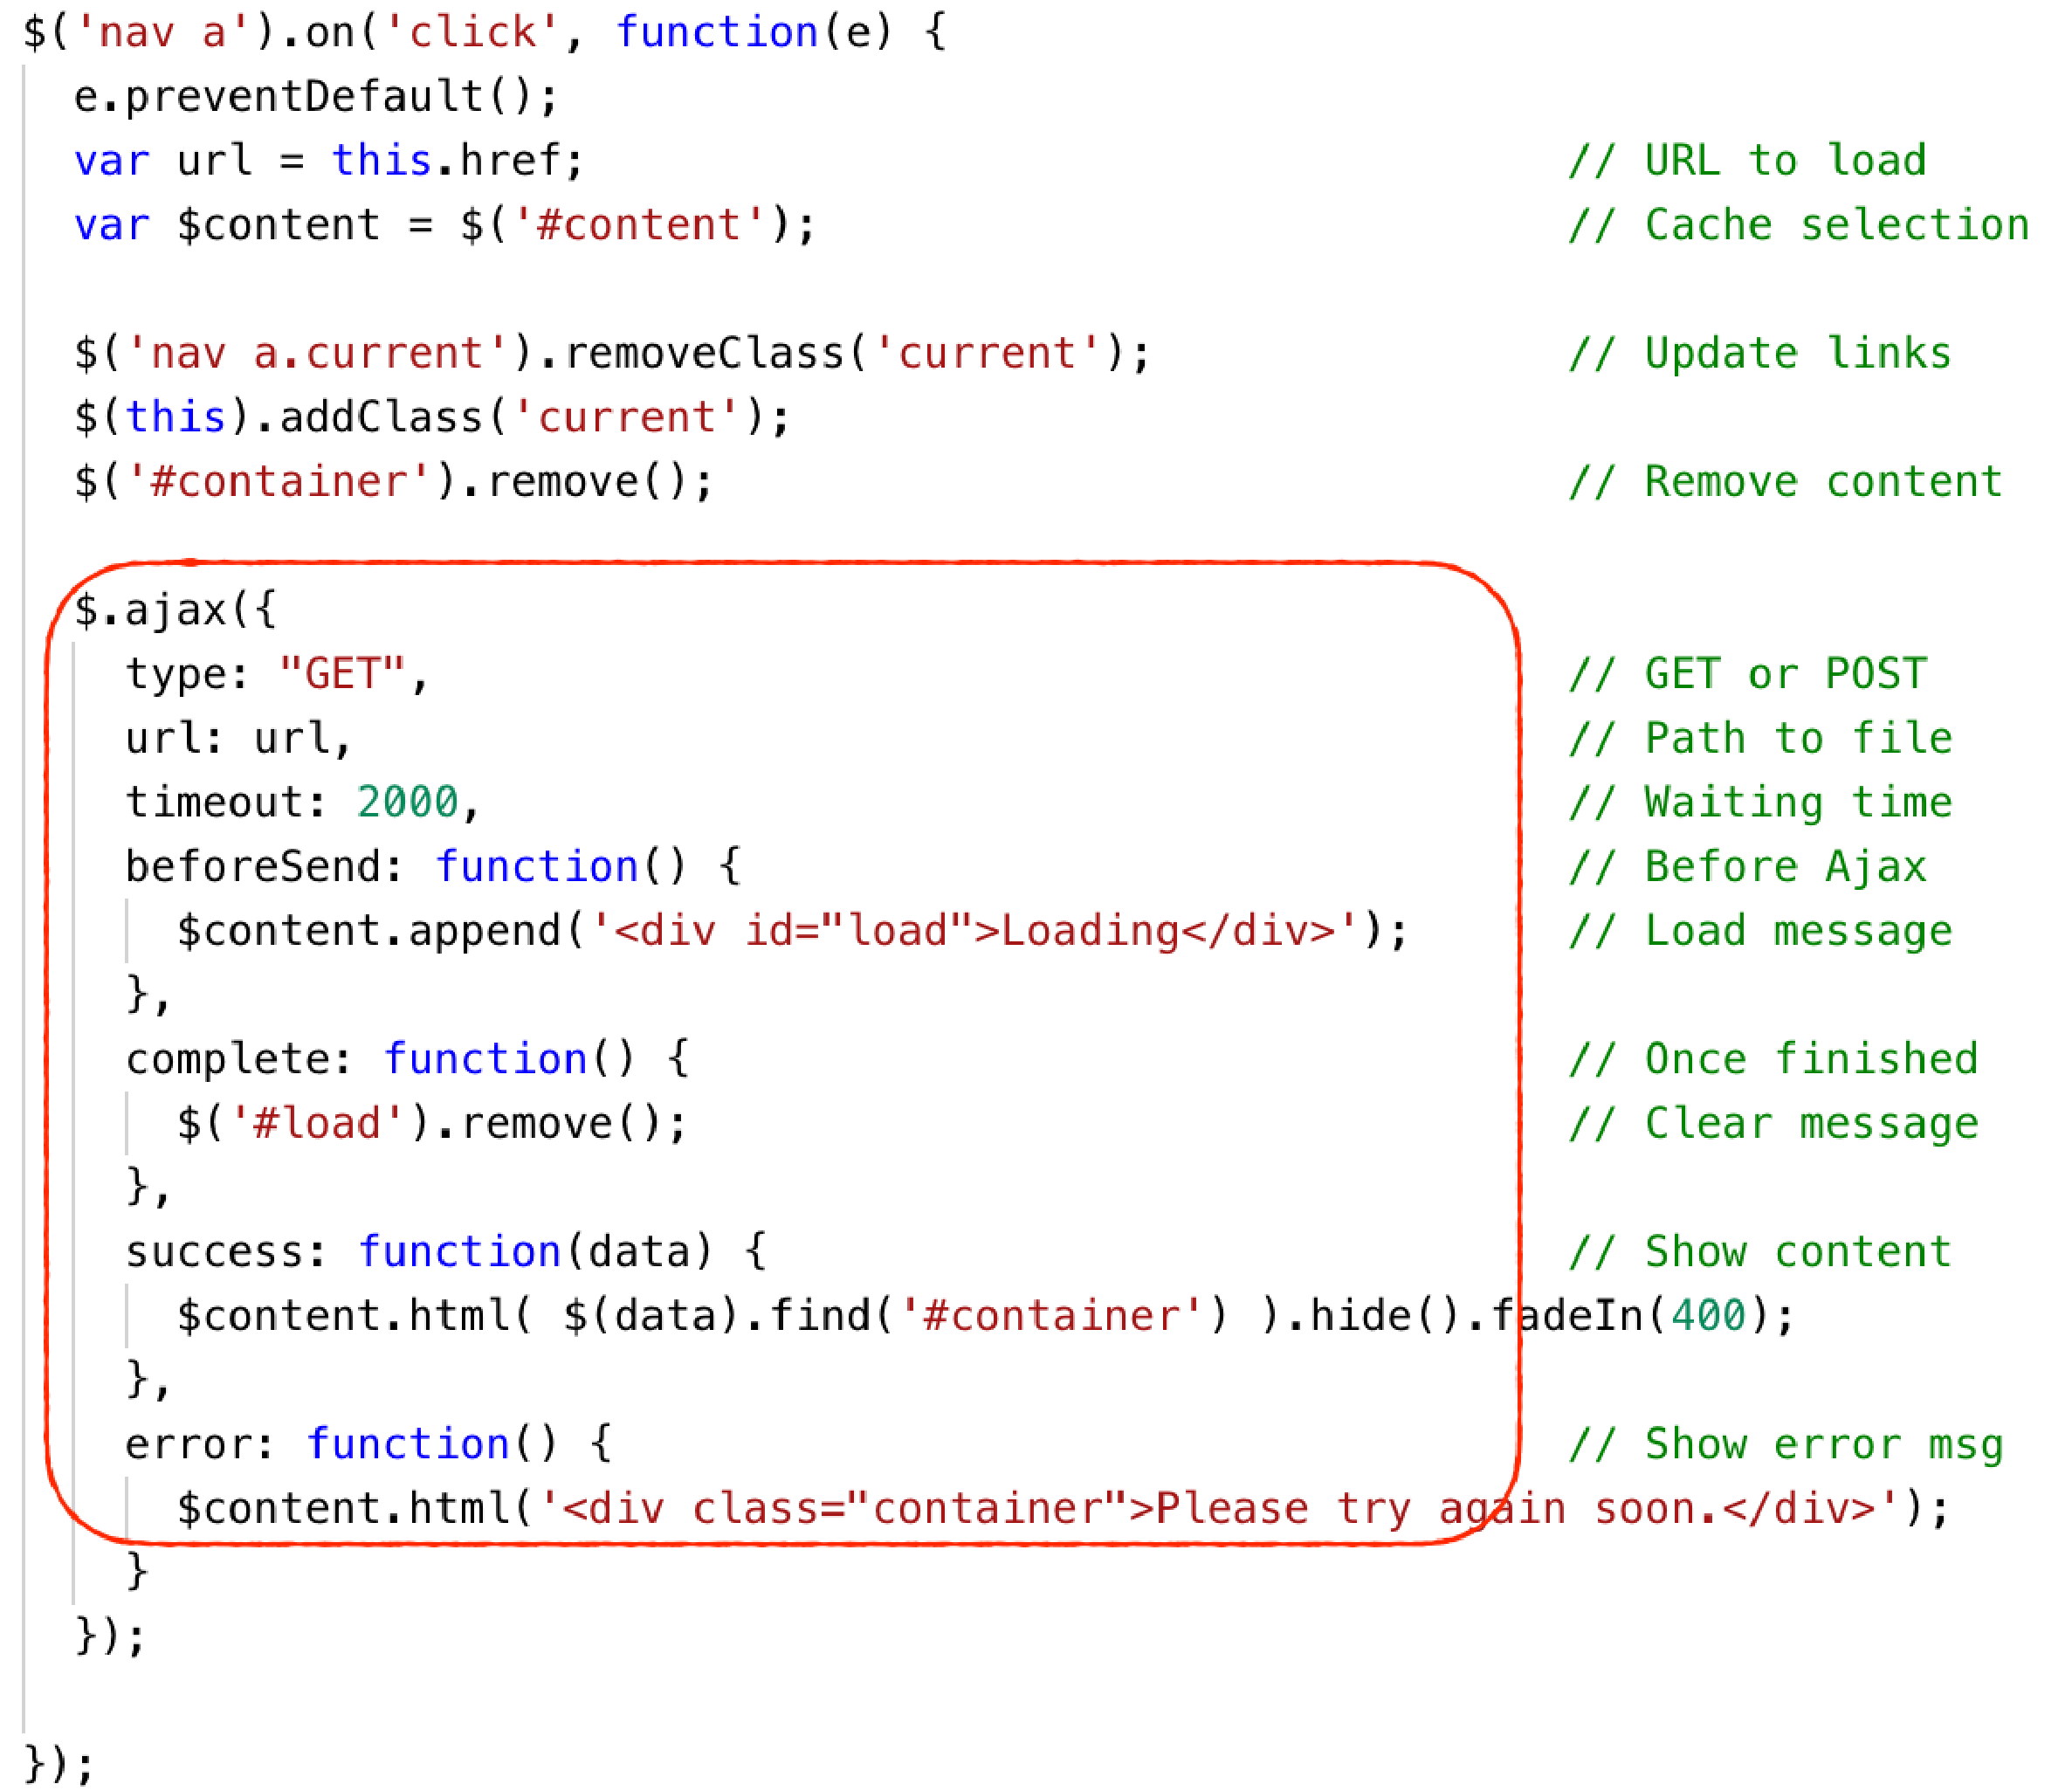 $('nav a').on('click', function(e) {
  e.preventDefault();
  var url = this.href;                                       // URL to load
  var $content = $('#content');                              // Cache selection

  $('nav a.current').removeClass('current');                 // Update links
  $(this).addClass('current');
  $('#container').remove();                                  // Remove content

  $.ajax({
    type: "GET",                                             // GET or POST
    url: url,                                                // Path to file
    timeout: 2000,                                           // Waiting time
    beforeSend: function() {                                 // Before Ajax
      $content.append('<div id="load">Loading</div>');       // Load message
    },
    complete: function() {                                   // Once finished
      $('#load').remove();                                   // Clear message
    },
    success: function(data) {                                // Show content
      $content.html( $(data).find('#container') ).hide().fadeIn(400);
    },
    error: function() {                                      // Show error msg
      $content.html('<div class="container">Please try again soon.</div>');
    }
  });

});